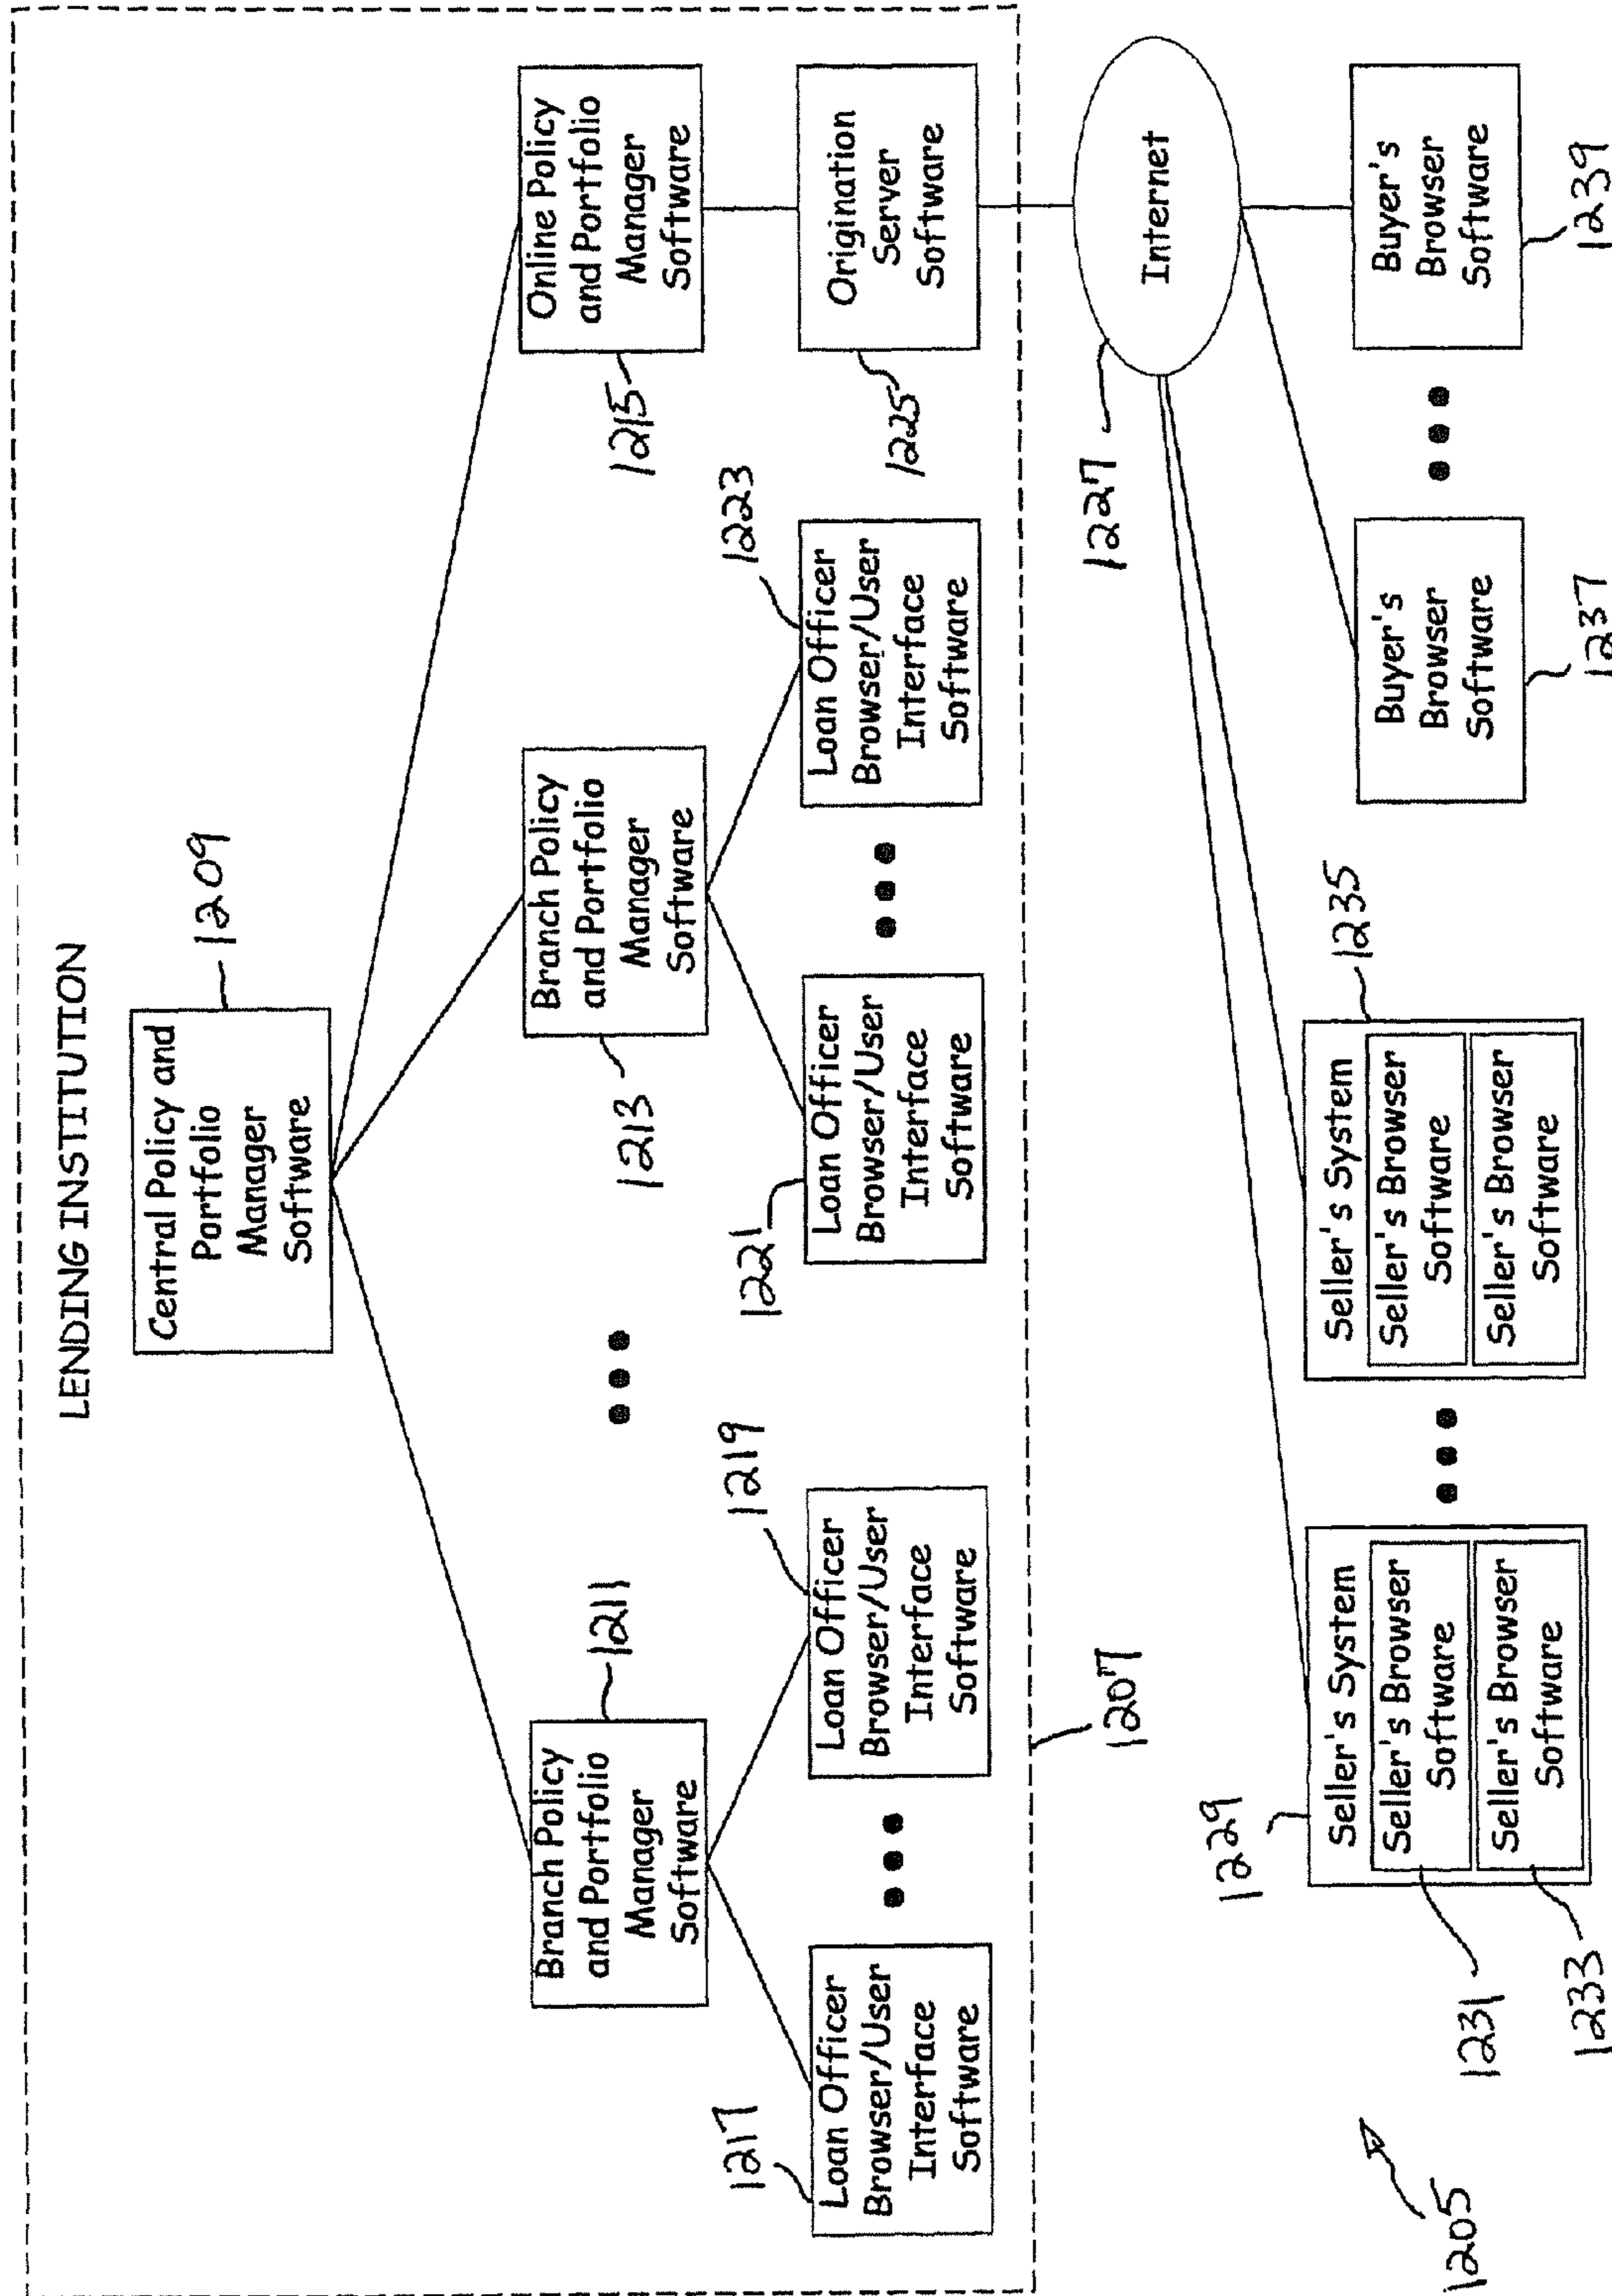 LENDING INSTITUTION
Central Policy and
Portfolio
Manager
Software
1209
Branch Policy
and Portfolio
Manager
Software
1211
Branch Policy
and Portfolio
Manager
Software
1213
Online Policy
and Portfolio
Manager
Software
1215
1217
Loan Officer
Browser/User
Interface
Software
1219
Loan Officer
Browser/User
Interface
Software
1221
Loan Officer
Browser/User
Interface
Software
1223
Loan Officer
Browser/User
Interface
Software
Origination
Server
Software
1225
1207
1227
Internet
1229
Seller's System
Seller's Browser
Software
Seller's Browser
Software
1231
1233
1235
Seller's System
Seller's Browser
Software
Seller's Browser
Software
Buyer's
Browser
Software
1237
Buyer's
Browser
Software
1239
1205